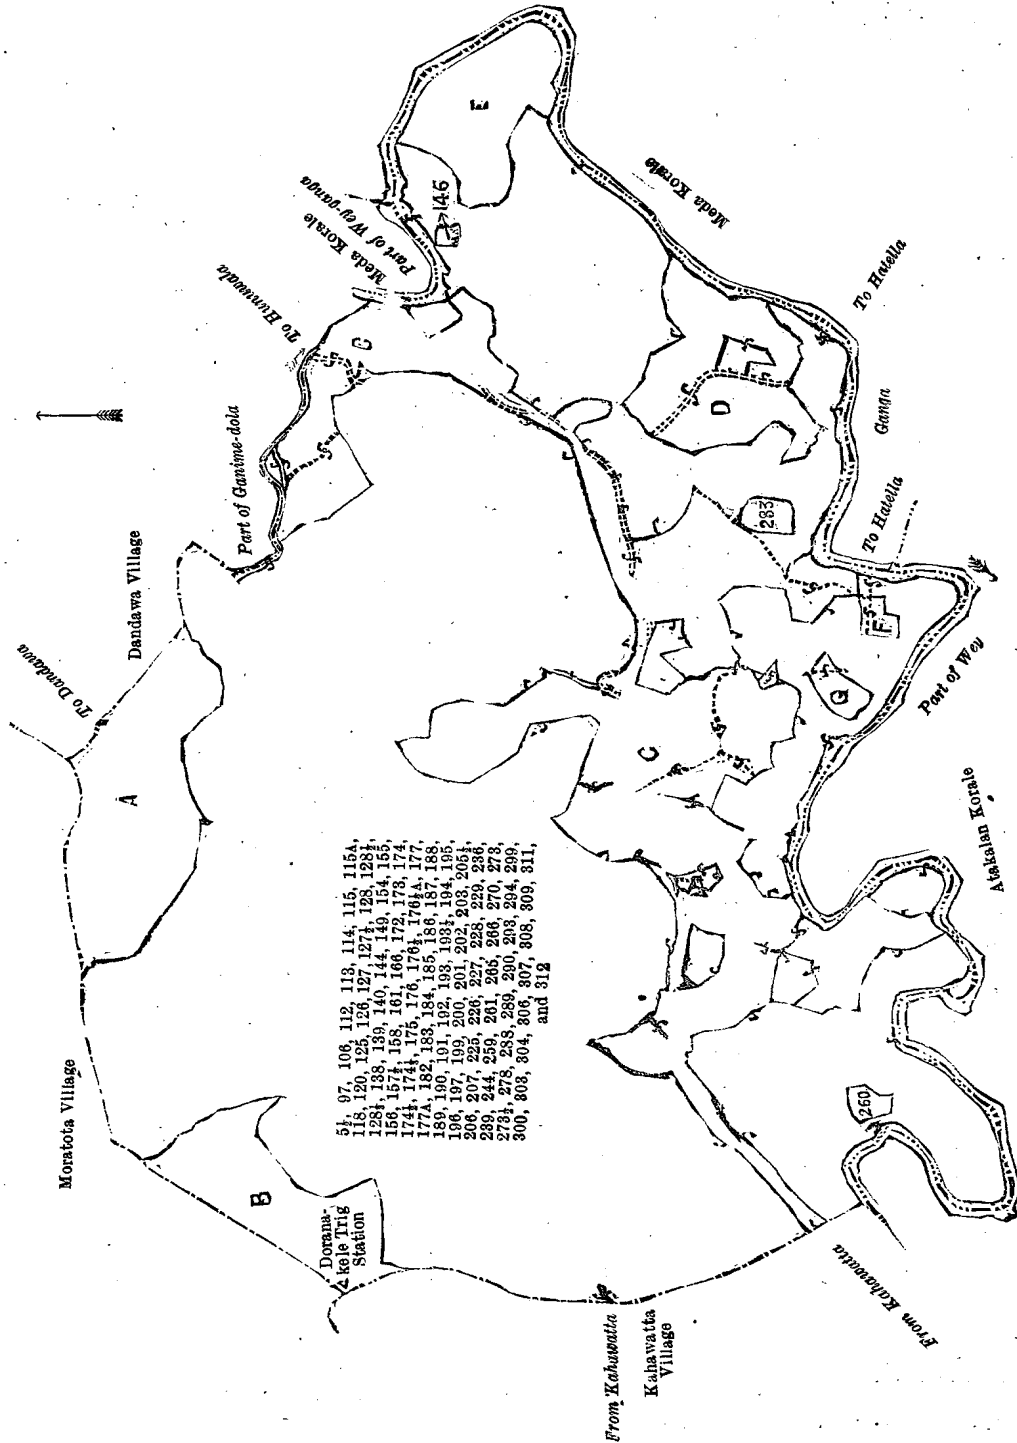 Moratota Village
To Dandawa
Dandawa Village
Part of Ganime-dola
To Hunuwala
Meda Korale
Part of Wey-ganga
A
B
Dorana-
kele Trig
Station
C
E
146
Meda Korale
To Hatella
D
Ganga
283
To Hatella
F
Part of Wey
C
Atakalan Korale
260
From Kahawatta
From Kahawatta
Kahawatta
Village
5½, 97, 106, 112, 113, 114, 115, 115A,
118, 120, 125, 126, 127, 127½, 128, 128½,
128¾, 138, 139, 140, 144, 149, 154, 155,
156, 157½, 158, 161, 166, 172, 173, 174,
174½, 174¾, 175, 176, 176½, 176½A, 177,
177A, 182, 183, 184, 185, 186, 187, 188,
189, 190, 191, 192, 193, 193½, 194, 195,
196, 197, 199, 200, 201, 202, 203, 205½,
206, 207, 225, 226, 227, 228, 229, 236,
239, 244, 259, 261, 265, 266, 270, 273,
273½, 278, 288, 289, 290, 293, 294, 299,
300, 303, 304, 306, 307, 308, 309, 311,
and 312